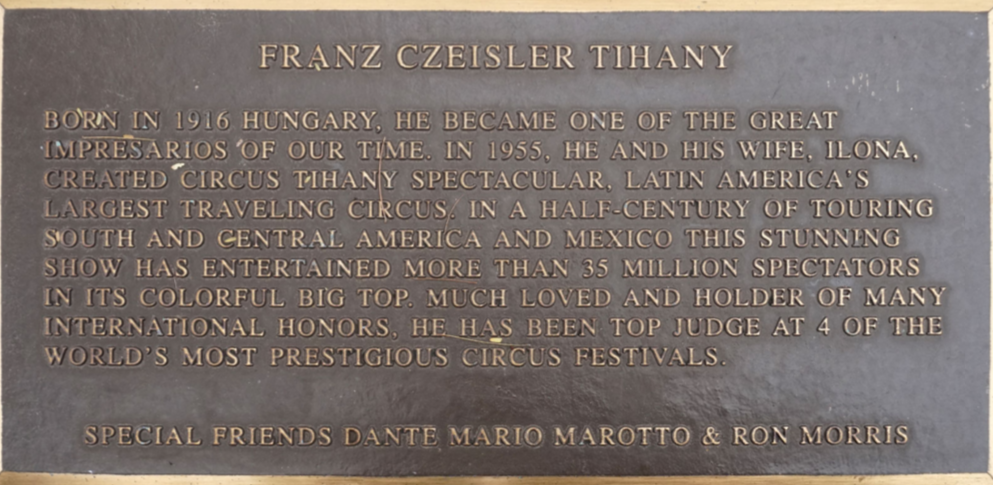 FRANZ CZEISLER TIHANY
BORN IN 1916 HUNGARY, HE BECAME ONE OF THE GREAT
IMPRESARIOS OF OUR TIME. IN 1955, HE AND HIS WIFE, ILONA,
CREATED CIRCUS TIHANY SPECTACULAR, LATIN AMERICA'S
LARGEST TRAVELING CIRCUS. IN A HALF-CENTURY OF TOURING
SOUTH AND CENTRAL AMERICA AND MEXICO THIS STUNNING
SHOW HAS ENTERTAINED MORE THAN 35 MILLION SPECTATORS
IN ITS COLORFUL BIG TOP. MUCH LOVED AND HOLDER OF MANY
INTERNATIONAL HONORS, HE HAS BEEN TOP JUDGE AT 4 OF THE
WORLD'S MOST PRESTIGIOUS CIRCUS FESTIVALS.
SPECIAL FRIENDS DANTE MARIO MAROTTO & RON MORRIS